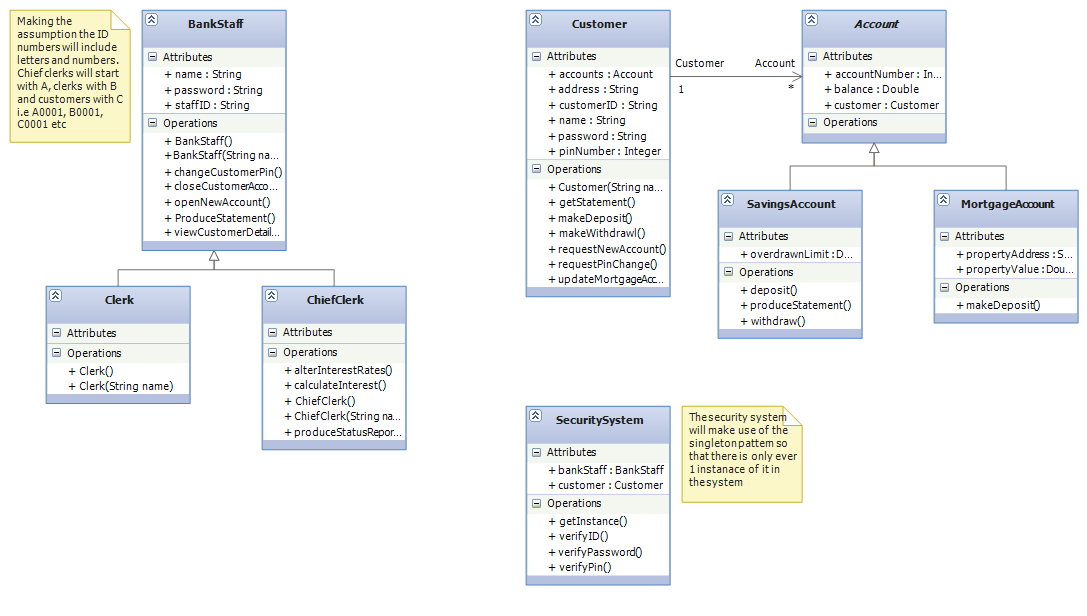 Making the
assumption the ID
numbers will include
letters and numbers.
Chief clerks will start
with A, clerks with B
and customers with C
i.e A0001, B0001,
C0001 etc
BankStaff
Attributes
+ name : String
+ password : String
+ staffID : String
Operations
+ BankStaff()
+ BankStaff(String na...
+ changeCustomerPin()
+ closeCustomerAcco...
+ openNewAccount()
+ ProduceStatement()
+ viewCustomerDetail...
Clerk
Attributes
Operations
+ Clerk()
+ Clerk(String name)
ChiefClerk
Attributes
Operations
+ alterInterestRates()
+ calculateInterest()
+ ChiefClerk()
+ ChiefClerk(String na...
+ produceStatusRepor...
Customer
Attributes
+ accounts : Account
+ address : String
+ customerID : String
+ name : String
+ password : String
+ pinNumber : Integer
Operations
+ Customer(String na...
+ getStatement()
+ makeDeposit()
+ makeWithdrawl()
+ requestNewAccount()
+ requestPinChange()
+ updateMortgageAcc...
Customer
1
Account
*
Account
Attributes
+ accountNumber : In...
+ balance : Double
+ customer : Customer
Operations
SavingsAccount
Attributes
+ overdrawnLimit : D...
Operations
+ deposit()
+ produceStatement()
+ withdraw()
MortgageAccount
Attributes
+ propertyAddress : S...
+ propertyValue : Dou...
Operations
+ makeDeposit()
SecuritySystem
Attributes
+ bankStaff : BankStaff
+ customer : Customer
Operations
+ getInstance()
+ verifyID()
+ verifyPassword()
+ verifyPin()
The security system
will make use of the
singleton pattern so
that there is only ever
1 instanace of it in
the system